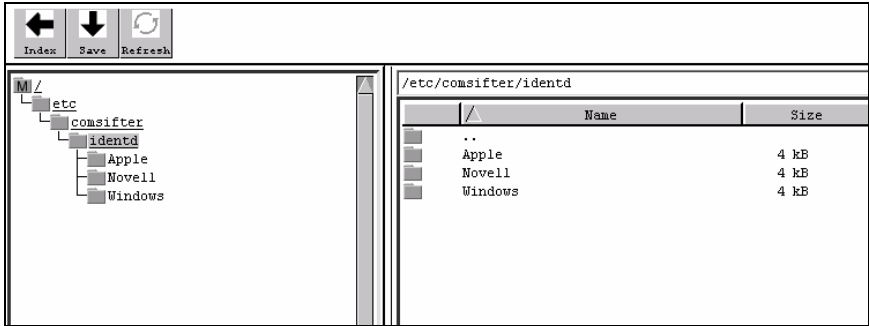 Index Save Refresh
M /
etc
comsifter
identd
Apple
Novell
Windows
/etc/comsifter/identd
Name Size
..
Apple 4 kB
Novell 4 kB
Windows 4 kB